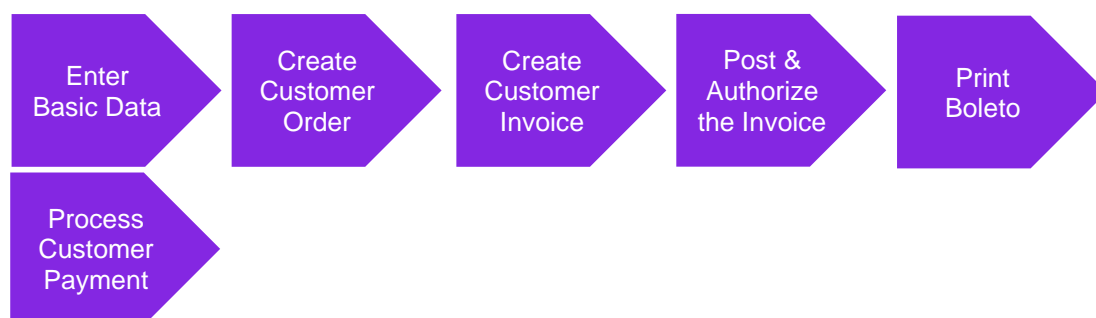 Enter
Basic Data
Create
Customer
Order
Create
Customer
Invoice
Post &
Authorize
the Invoice
Print
Boleto
Process
Customer
Payment